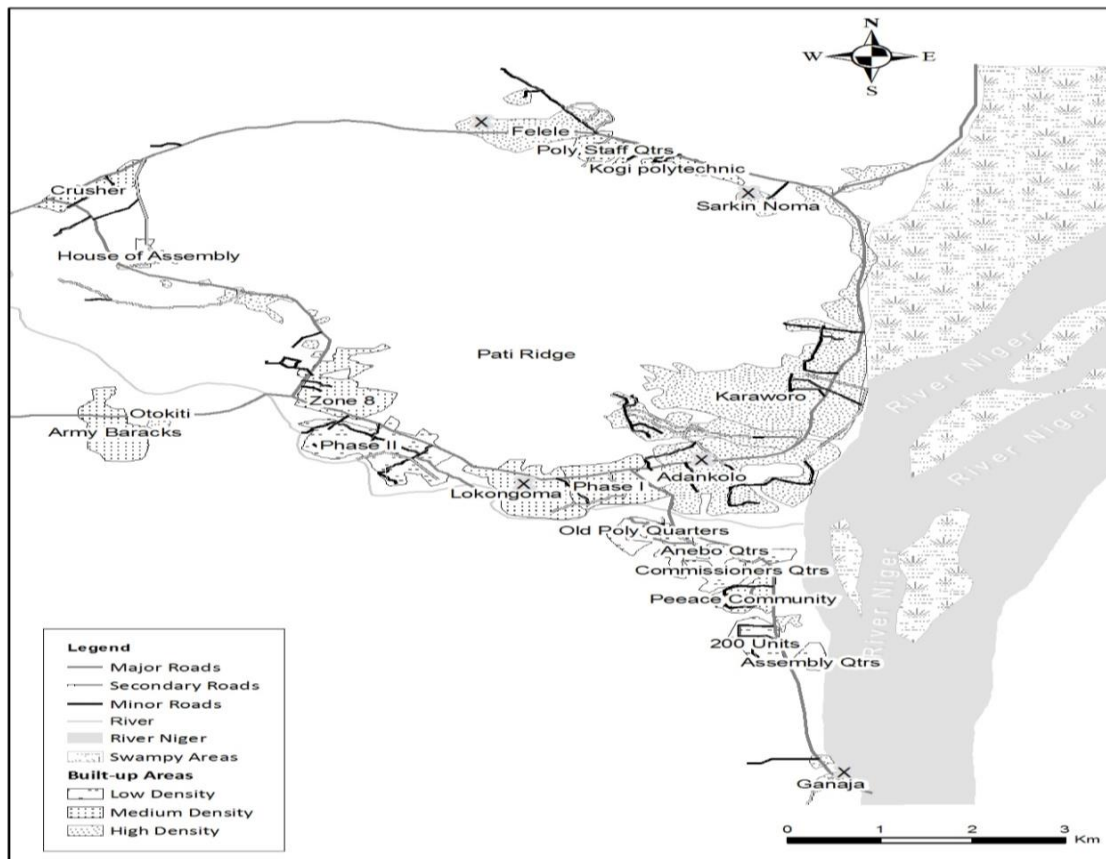 N
W E
S
Felele
Poly Staff Qtrs
Kogi polytechnic
Crusher
Sarkin Noma
House of Assembly
Pati Ridge
River Niger
Karaworo
Zone 8
Otokiti
Army Baracks
Phase II
River Niger
Adankolo
Lokongoma
Phase I
Old Poly Quarters
Anebo Qtrs
Commissioners Qtrs
Peeace Community
River Niger
200 Units
Assembly Qtrs
Ganaja
Legend
Major Roads
Secondary Roads
Minor Roads
River
River Niger
Swampy Areas
Built-up Areas
Low Density
Medium Density
High Density
0 1 2 3
Km